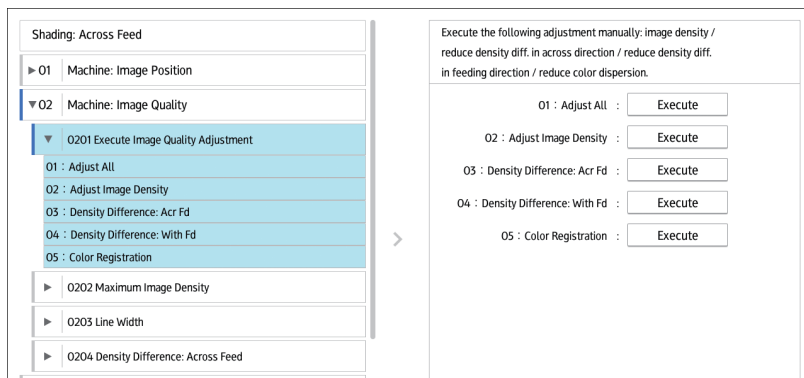 Shading: Across Feed
▶ 01 Machine: Image Position
▼ 02 Machine: Image Quality
▼ 0201 Execute Image Quality Adjustment
01 : Adjust All
02 : Adjust Image Density
03 : Density Difference: Acr Fd
04 : Density Difference: With Fd
05 : Color Registration
▶ 0202 Maximum Image Density
▶ 0203 Line Width
▶ 0204 Density Difference: Across Feed
Execute the following adjustment manually: image density /
reduce density diff. in across direction / reduce density diff.
in feeding direction / reduce color dispersion.
01 : Adjust All : Execute
02 : Adjust Image Density : Execute
03 : Density Difference: Acr Fd : Execute
04 : Density Difference: With Fd : Execute
05 : Color Registration : Execute